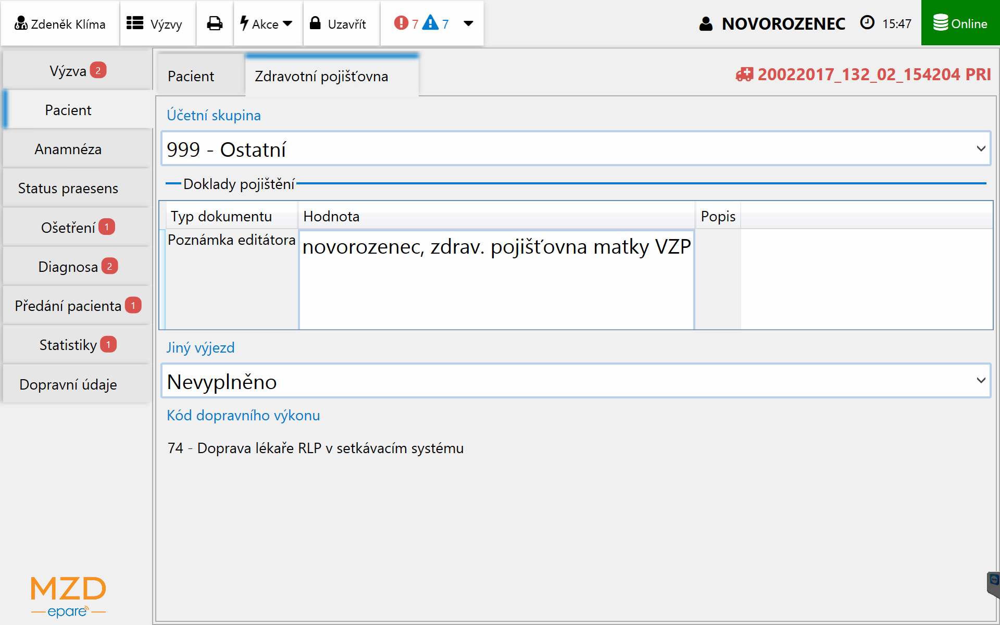 Zdeněk Klíma
Výzvy
Akce
Uzavřít
7
7
NOVOROZENEC
15:47
Online
Výzva 2
Pacient
Anamnéza
Status praesens
Ošetření 1
Diagnosa 2
Předání pacienta 1
Statistiky 1
Dopravní údaje
Pacient
Zdravotní pojišťovna
20022017_132_02_154204 PRI
Účetní skupina
999 - Ostatní
Doklady pojištění
Typ dokumentu Hodnota Popis
Poznámka editátora novorozenec, zdrav. pojišťovna matky VZP
Jiný výjezd
Nevyplněno
Kód dopravního výkonu
74 - Doprava lékaře RLP v setkávacím systému
MZD
epare